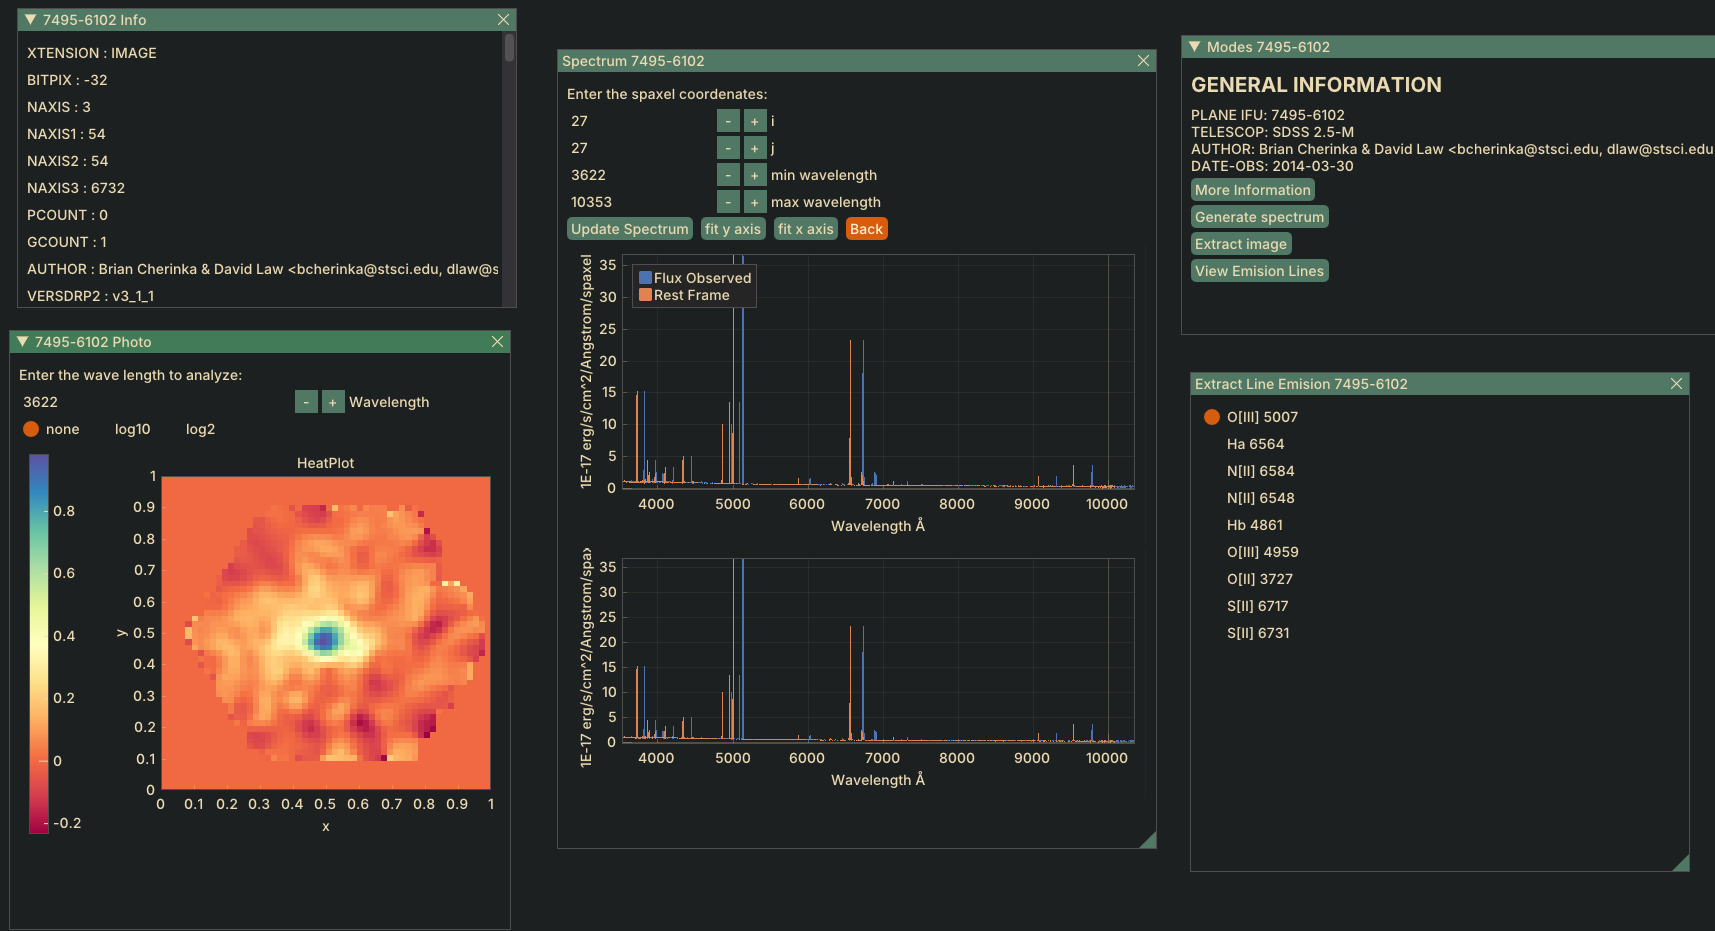 7495-6102 Info
XTENSION : IMAGE
BITPIX : -32
NAXIS : 3
NAXIS1 : 54
NAXIS2 : 54
NAXIS3 : 6732
PCOUNT : 0
GCOUNT : 1
AUTHOR : Brian Cherinka & David Law <bcherinka@stsci.edu, dlaw@s
VERSDRP2 : v3_1_1
7495-6102 Photo
Enter the wave length to analyze:
3622 - + Wavelength
none log10 log2
HeatPlot
0.8
0.6
0.4
0.2
0
-0.2
y
1
0.9
0.8
0.7
0.6
0.5
0.4
0.3
0.2
0.1
0
0 0.1 0.2 0.3 0.4 0.5 0.6 0.7 0.8 0.9 1
x
Spectrum 7495-6102
Enter the spaxel coordenates:
27 - + i
27 - + j
3622 - + min wavelength
10353 - + max wavelength
Update Spectrum fit y axis fit x axis Back
1E-17 erg/s/cm^2/Angstrom/spaxel
35
30
25
20
15
10
5
0
Flux Observed
Rest Frame
4000 5000 6000 7000 8000 9000 10000
Wavelength Å
1E-17 erg/s/cm^2/Angstrom/spax
35
30
25
20
15
10
5
0
4000 5000 6000 7000 8000 9000 10000
Wavelength Å
Modes 7495-6102
GENERAL INFORMATION
PLANE IFU: 7495-6102
TELESCOP: SDSS 2.5-M
AUTHOR: Brian Cherinka & David Law <bcherinka@stsci.edu, dlaw@stsci.edu
DATE-OBS: 2014-03-30
More Information
Generate spectrum
Extract image
View Emision Lines
Extract Line Emision 7495-6102
O[III] 5007
Ha 6564
N[II] 6584
N[II] 6548
Hb 4861
O[III] 4959
O[II] 3727
S[II] 6717
S[II] 6731